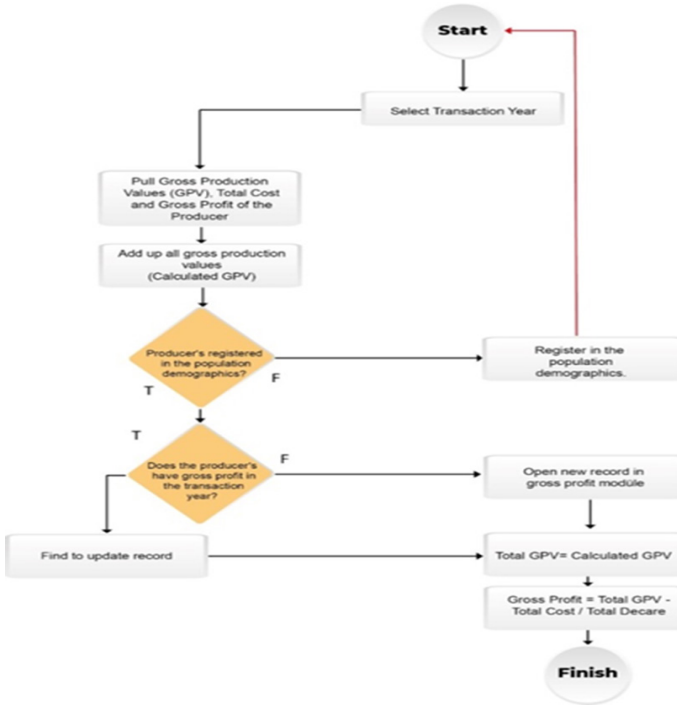 Start
Select Transaction Year
Pull Gross Production
Values (GPV), Total Cost
and Gross Profit of the
Producer
Add up all gross production
values
(Calculated GPV)
Producer's registered
in the population
demographics?
T
F
Register in the
population
demographics.
T
F
Does the producer's
have gross profit in
the transaction
year?
Open new record in
gross profit modüle
Find to update record
Total GPV= Calculated GPV
Gross Profit = Total GPV -
Total Cost / Total Decare
Finish